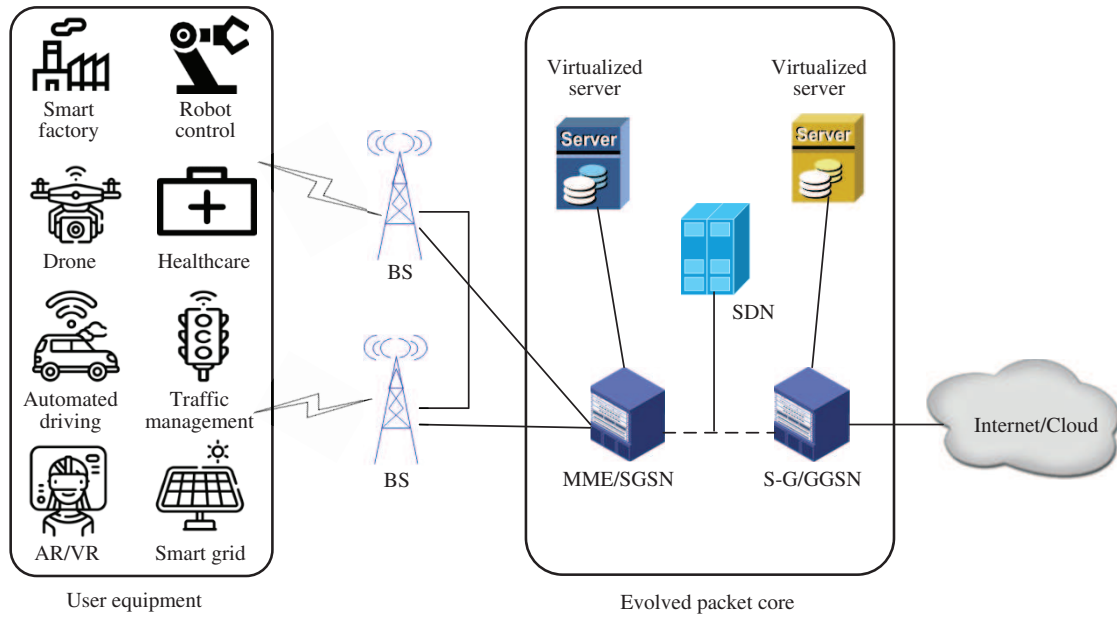 Smart
factory
Robot
control
Drone
Healthcare
Automated
driving
Traffic
management
AR/VR
Smart grid
User equipment
BS
BS
Virtualized
server
Virtualized
server
Server
Server
SDN
MME/SGSN
S-G/GGSN
Evolved packet core
Internet/Cloud